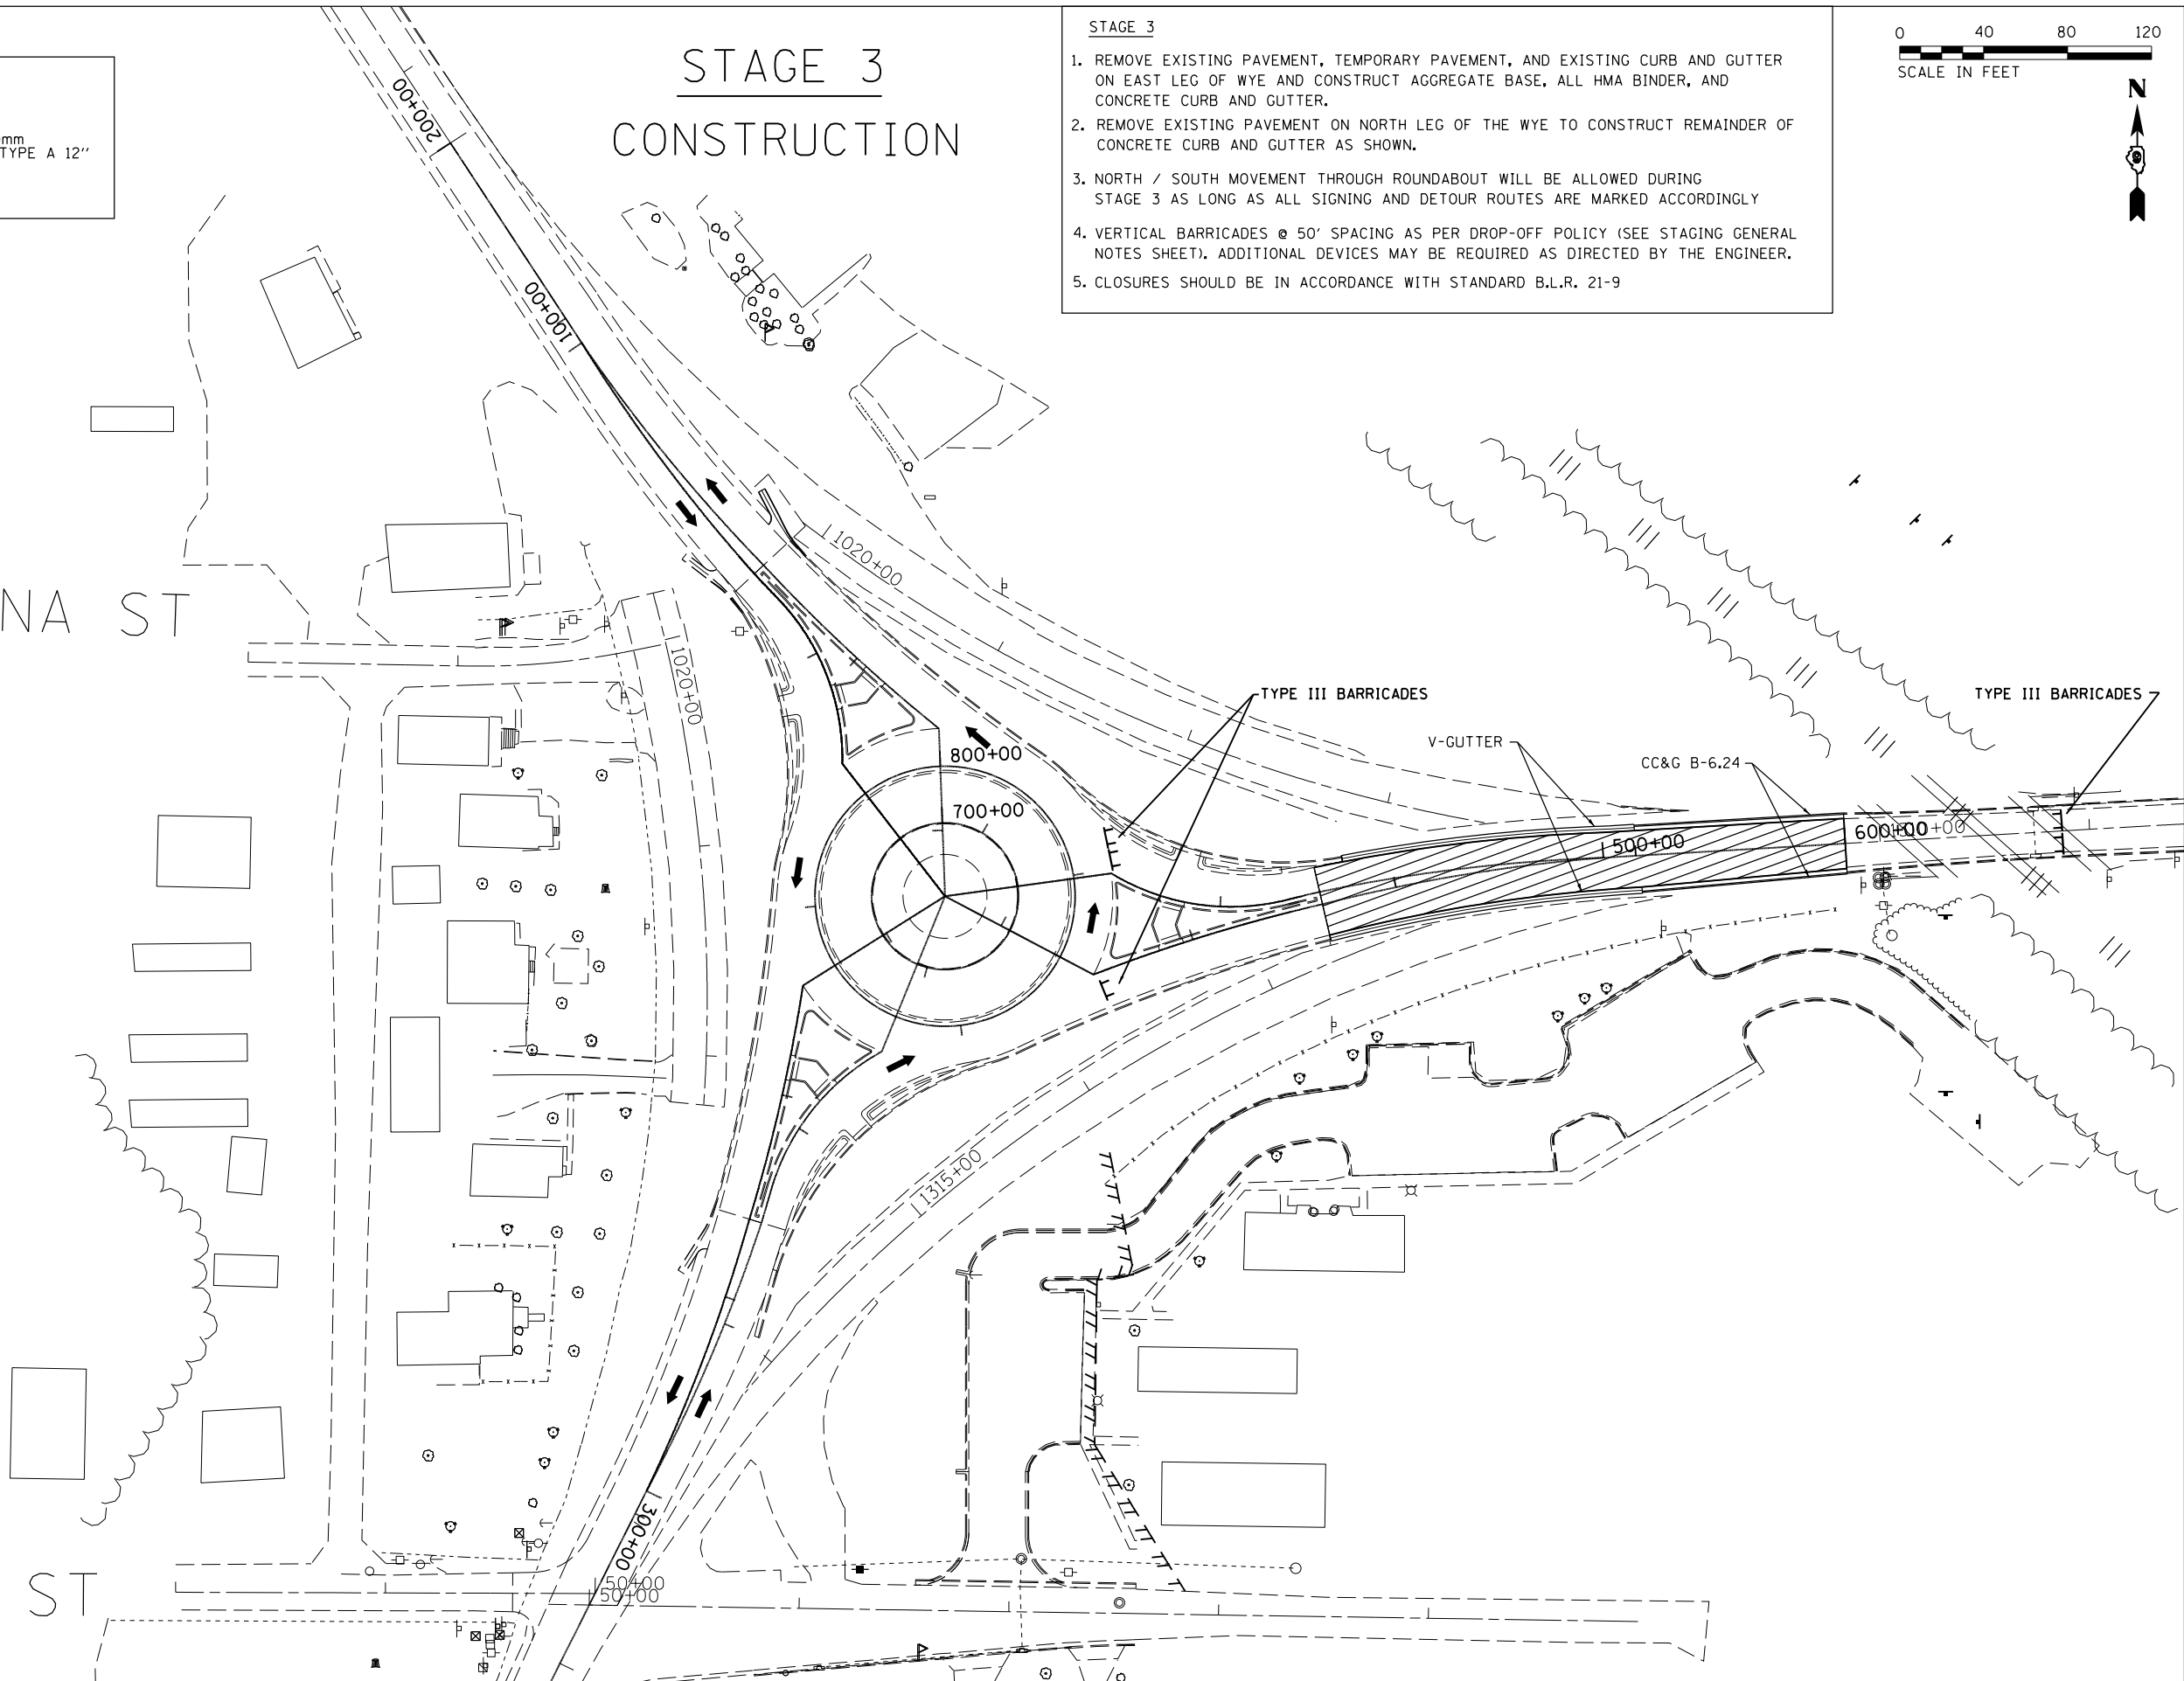 STAGE 3
CONSTRUCTION
mm
TYPE A 12''
STAGE 3
1. REMOVE EXISTING PAVEMENT, TEMPORARY PAVEMENT, AND EXISTING CURB AND GUTTER
ON EAST LEG OF WYE AND CONSTRUCT AGGREGATE BASE, ALL HMA BINDER, AND
CONCRETE CURB AND GUTTER.
2. REMOVE EXISTING PAVEMENT ON NORTH LEG OF THE WYE TO CONSTRUCT REMAINDER OF
CONCRETE CURB AND GUTTER AS SHOWN.
3. NORTH / SOUTH MOVEMENT THROUGH ROUNDABOUT WILL BE ALLOWED DURING
STAGE 3 AS LONG AS ALL SIGNING AND DETOUR ROUTES ARE MARKED ACCORDINGLY
4. VERTICAL BARRICADES @ 50' SPACING AS PER DROP-OFF POLICY (SEE STAGING GENERAL
NOTES SHEET). ADDITIONAL DEVICES MAY BE REQUIRED AS DIRECTED BY THE ENGINEER.
5. CLOSURES SHOULD BE IN ACCORDANCE WITH STANDARD B.L.R. 21-9
0 40 80 120
SCALE IN FEET
N
200+00
100+00
1020+00
NA ST
1020+00
TYPE III BARRICADES
TYPE III BARRICADES
V-GUTTER
CC&G B-6.24
800+00
700+00
500+00
600+00
1315+00
300+00
50+00
50+00
ST